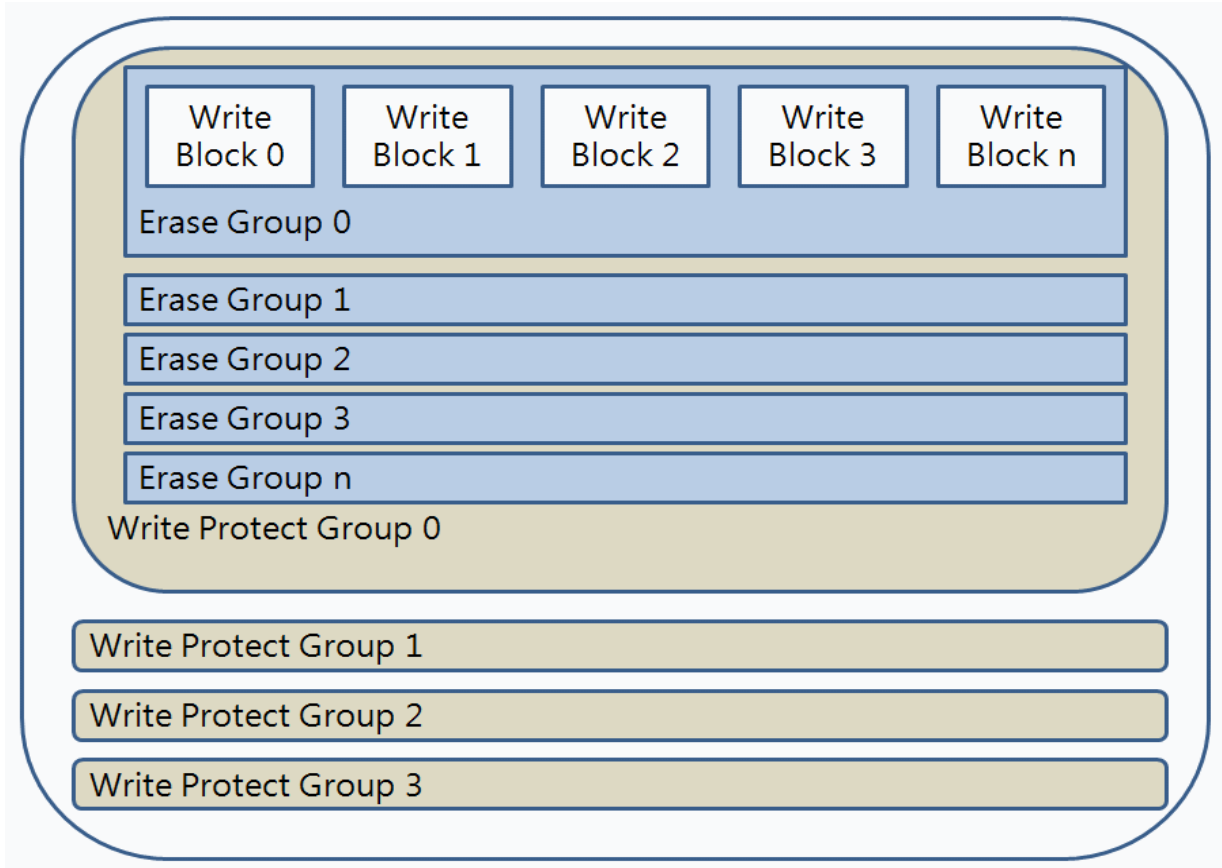 Write
Block 0
Write
Block 1
Write
Block 2
Write
Block 3
Write
Block n
Erase Group 0
Erase Group 1
Erase Group 2
Erase Group 3
Erase Group n
Write Protect Group 0
Write Protect Group 1
Write Protect Group 2
Write Protect Group 3